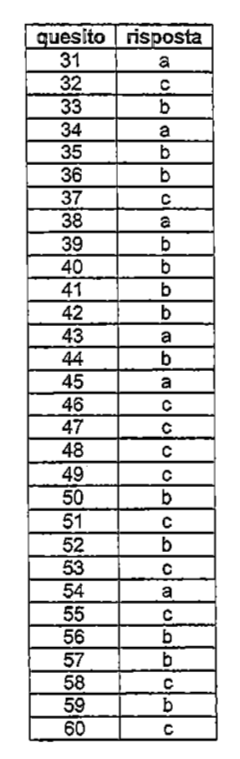 quesito risposta
31 a
32 c
33 b
34 a
35 b
36 b
37 c
38 a
39 b
40 b
41 b
42 b
43 a
44 b
45 a
46 c
47 c
48 c
49 c
50 b
51 c
52 b
53 c
54 a
55 c
56 b
57 b
58 c
59 b
60 c